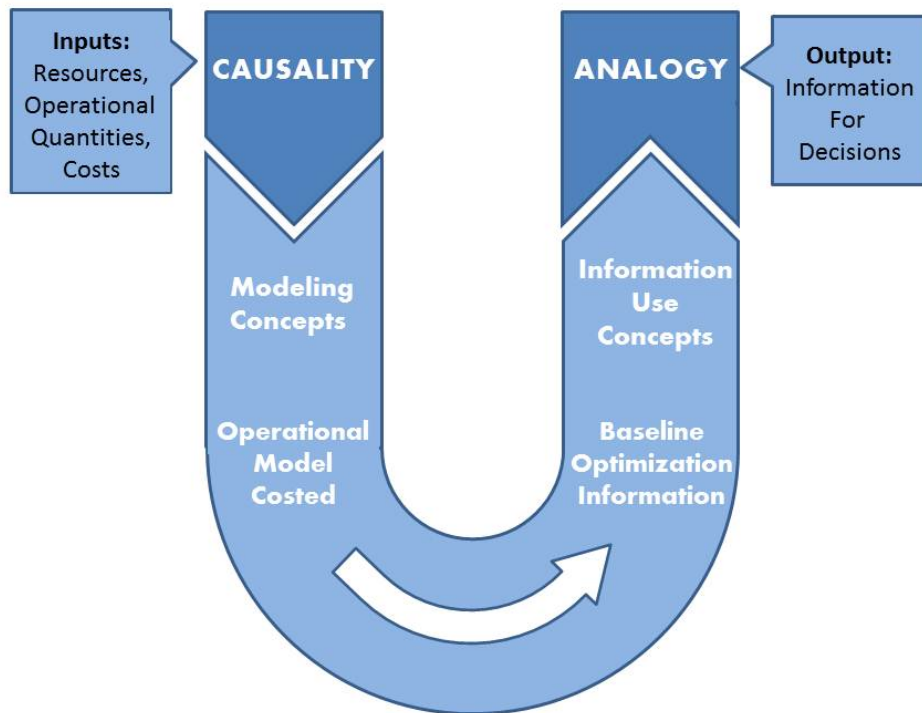 Inputs:
Resources,
Operational
Quantities,
Costs
CAUSALITY
ANALOGY
Output:
Information
For
Decisions
Modeling
Concepts
Operational
Model
Costed
Information
Use
Concepts
Baseline
Optimization
Information